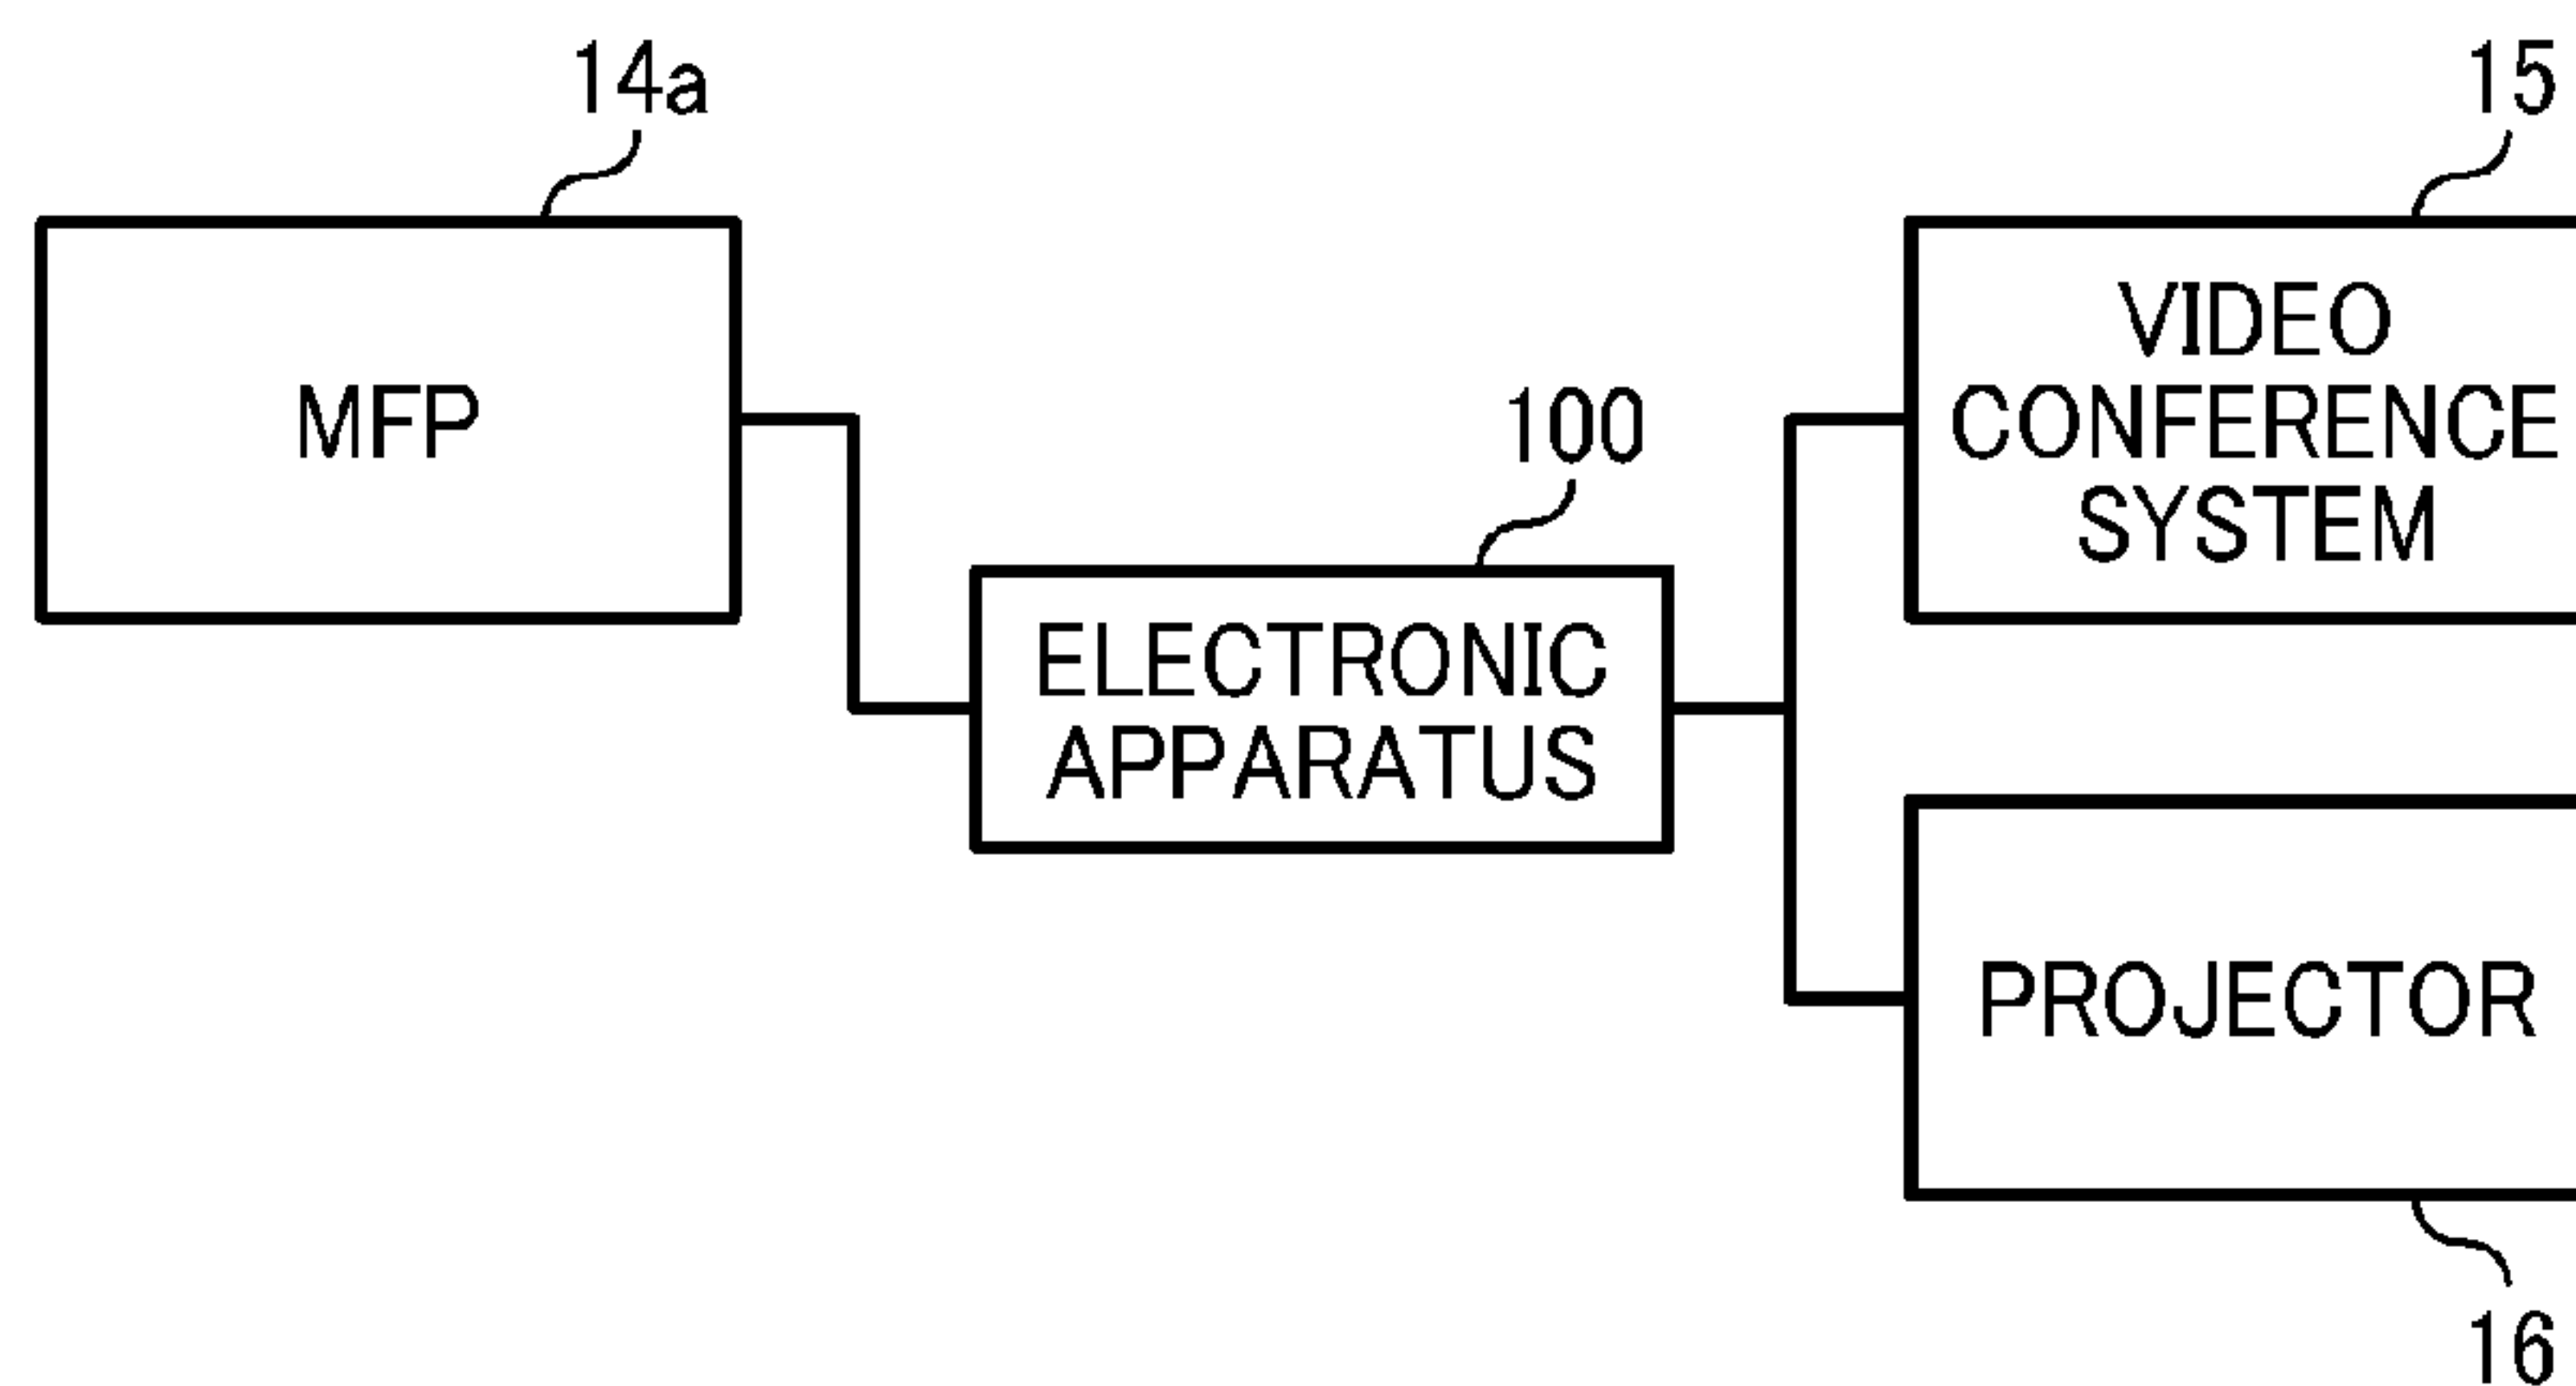 14a
15
MFP
VIDEO
CONFERENCE
SYSTEM
100
ELECTRONIC
APPARATUS
PROJECTOR
16